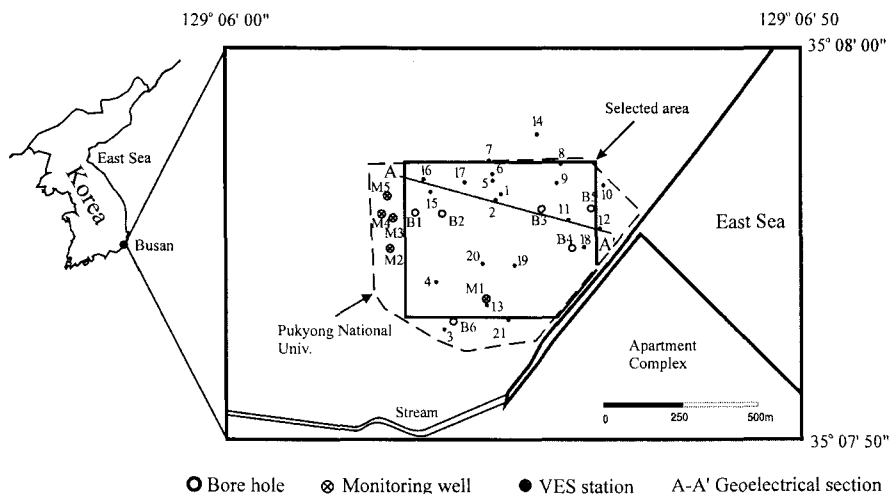 129° 06' 00"
129° 06' 50
35° 08' 00"
Selected area
14
7
8
A
16
17
6
5
9
M5
1
10
15
2
B5
M4
B1
B2
B3
11
12
East Sea
M3
A'
East Sea
Korea
Busan
M2
B4
18
20
19
4
M1
13
Pukyong National
Univ.
B6
3
21
Apartment
Complex
Stream
0 250 500m
35° 07' 50"
Bore hole Monitoring well VES station A-A' Geoelectrical section